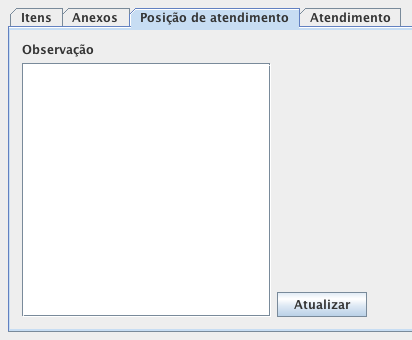 Itens Anexos Posição de atendimento Atendimento
Observação
Atualizar